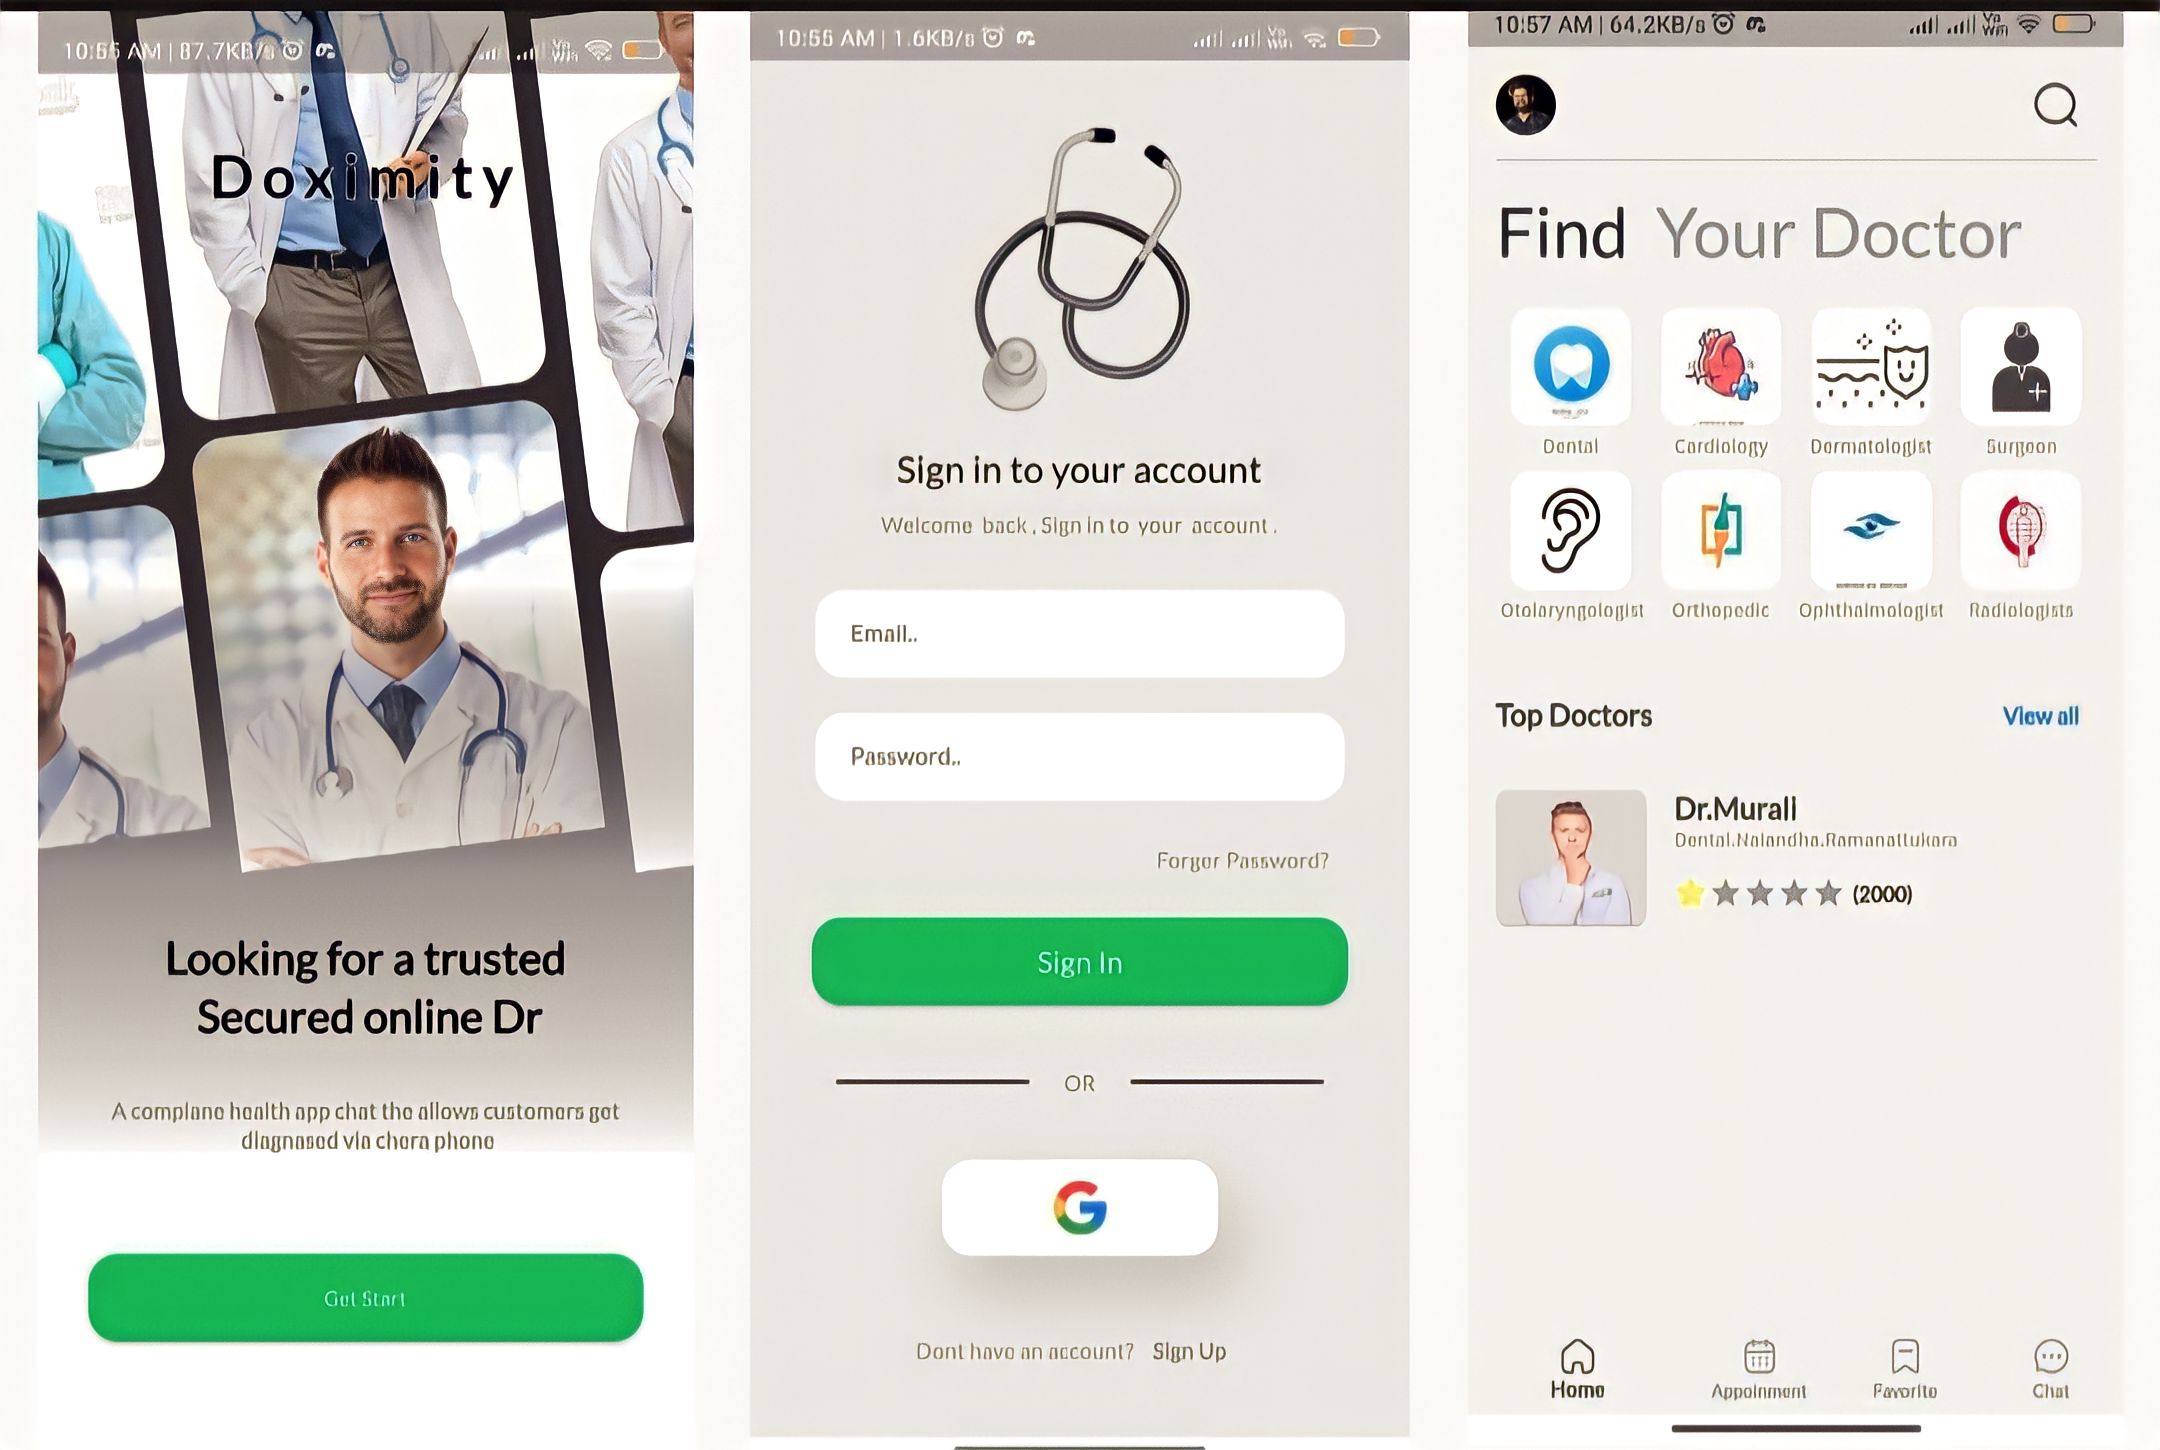 10:55 AM | 87.7KB/s
Doximity
Looking for a trusted
Secured online Dr
A complane health app chat the allows customers get
diagnased via chera phone
Get Start
10:55 AM | 1.6KB/s
Sign in to your account
Welcome back , Sign in to your account .
Email..
Password..
Forger Password?
Sign In
OR
G
Dont have an account? Sign Up
10:57 AM | 64.2KB/s
Find Your Doctor
Dental Cardiology Dermatologist Surgeon
Otolaryngologist Orthopedic Ophthalmologist Radiologists
Top Doctors View all
Dr.Murali
Dental.Nalandha.Ramanattukara
(2000)
Home Appoinment Favorite Chat